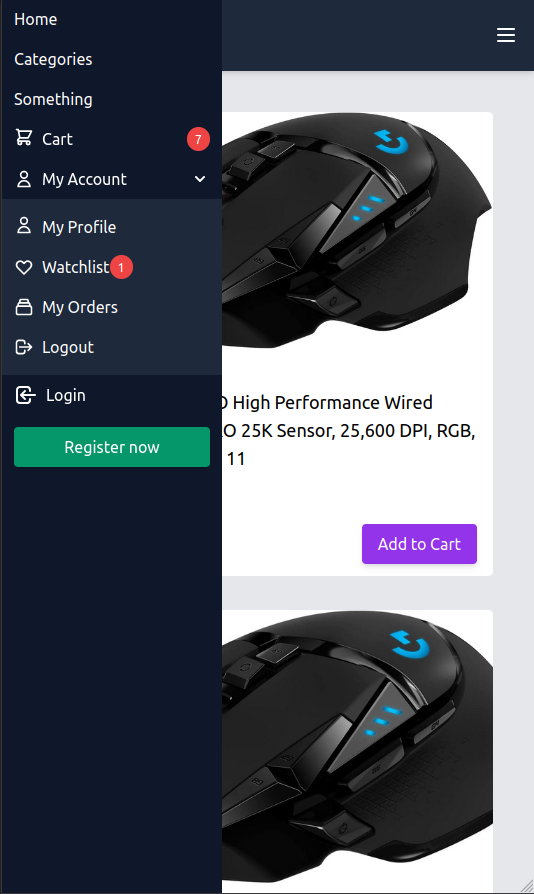 Home
Categories
Something
Cart 7
My Account
My Profile
Watchlist 1
My Orders
Logout
Login
Register now
High Performance Wired
O 25K Sensor, 25,600 DPI, RGB,
11
Add to Cart